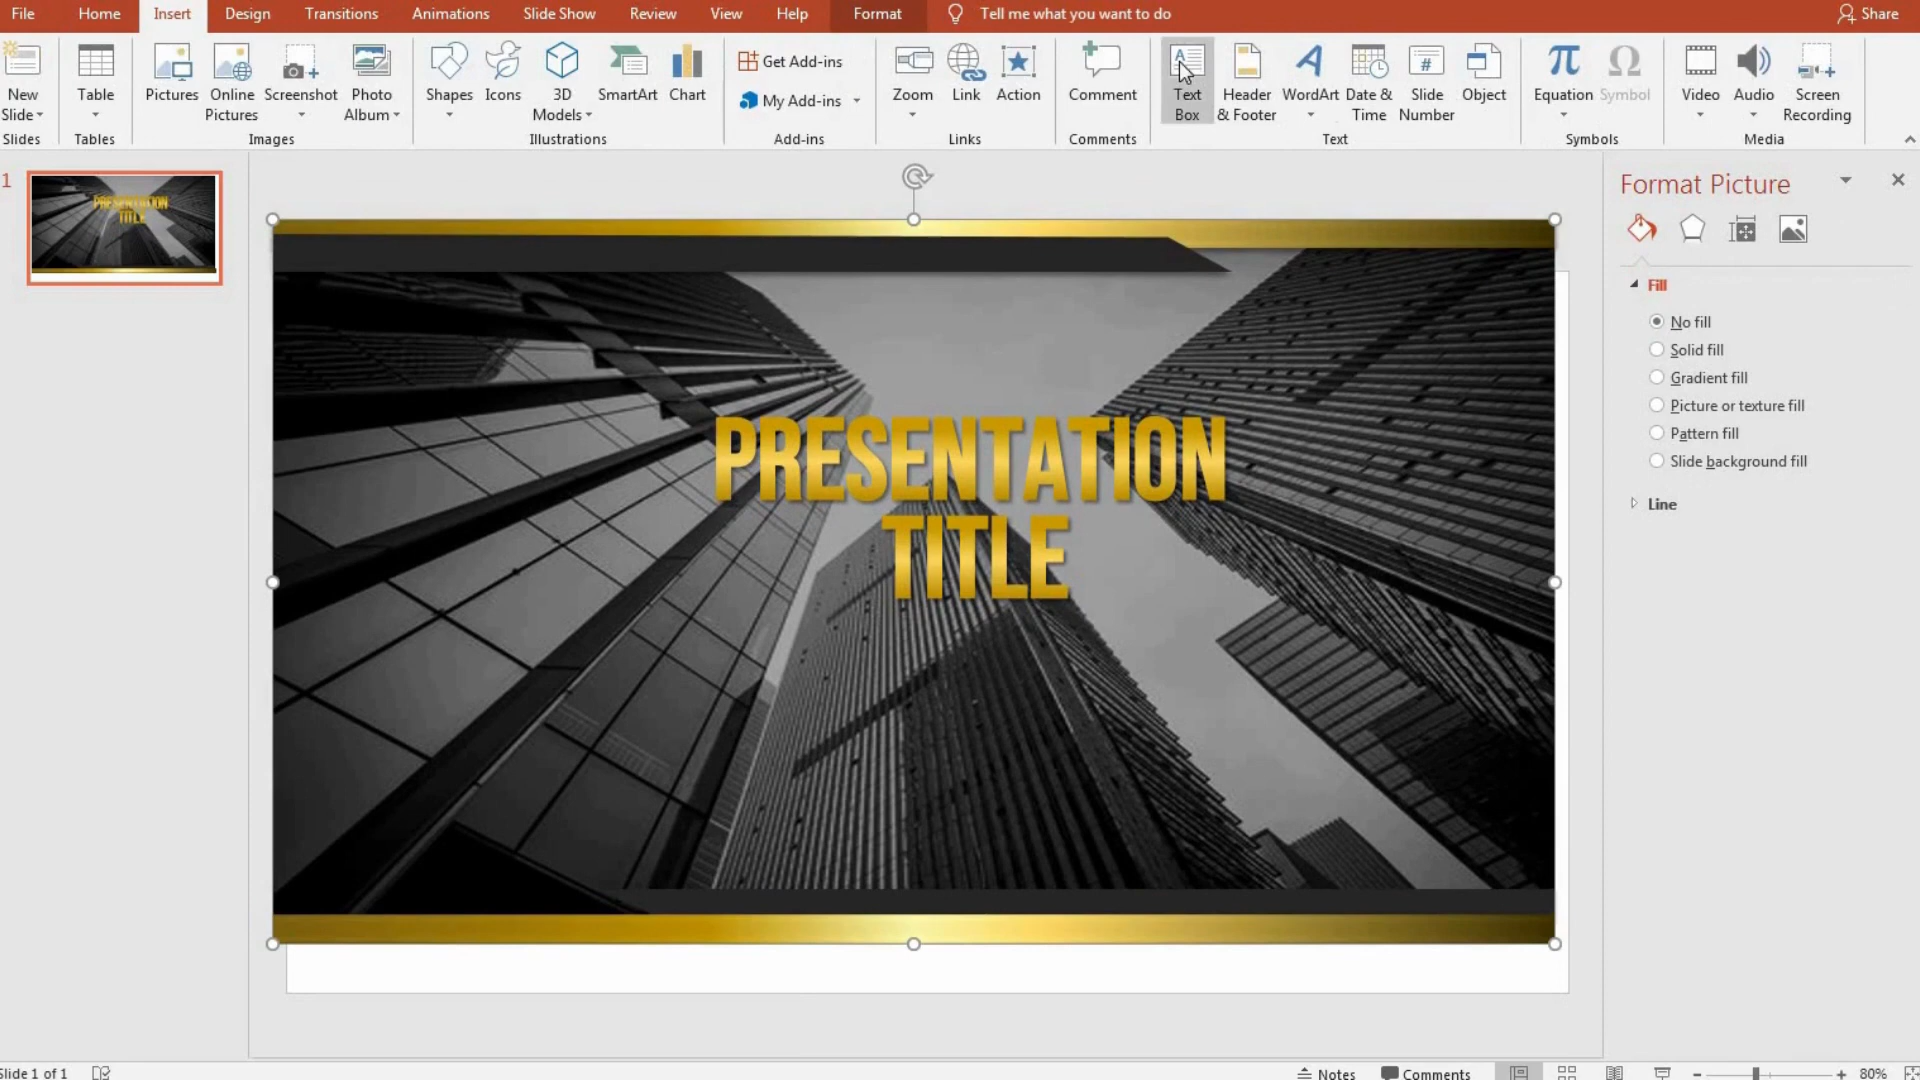 File Home Insert Design Transitions Animations Slide Show Review View Help Format Tell me what you want to do Share
New Slide Table Pictures Online Pictures Screenshot Photo Album Shapes Icons 3D Models SmartArt Chart Get Add-ins My Add-ins Zoom Link Action Comment Text Box Header & Footer WordArt Date & Time Slide Number Object Equation Symbol Video Audio Screen Recording
Slides Tables Images Illustrations Add-ins Links Comments Text Symbols Media
1
PRESENTATION
TITLE
PRESENTATION
TITLE
Format Picture
Fill
No fill
Solid fill
Gradient fill
Picture or texture fill
Pattern fill
Slide background fill
Line
Slide 1 of 1 Notes Comments 80%